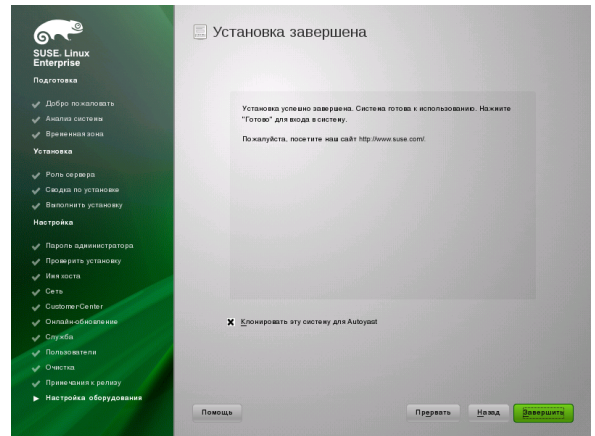 SUSE. Linux
Enterprise
Подготовка
Добро пожаловать
Анализ системы
Временная зона
Установка
Роль сервера
Сводка по установке
Выполнить установку
Настройка
Пароль администратора
Проверить установку
Имя хоста
Сеть
Customer Center
Онлайн-обновление
Служба
Пользователи
Очистка
Примечания к релизу
Настройка оборудования
Установка завершена
Установка успешно завершена. Система готова к использованию. Нажмите
"Готово" для входа в систему.
Пожалуйста, посетите наш сайт http://www.suse.com/.
Клонировать эту систему для Autoyast
Помощь
Прервать
Назад
Завершить